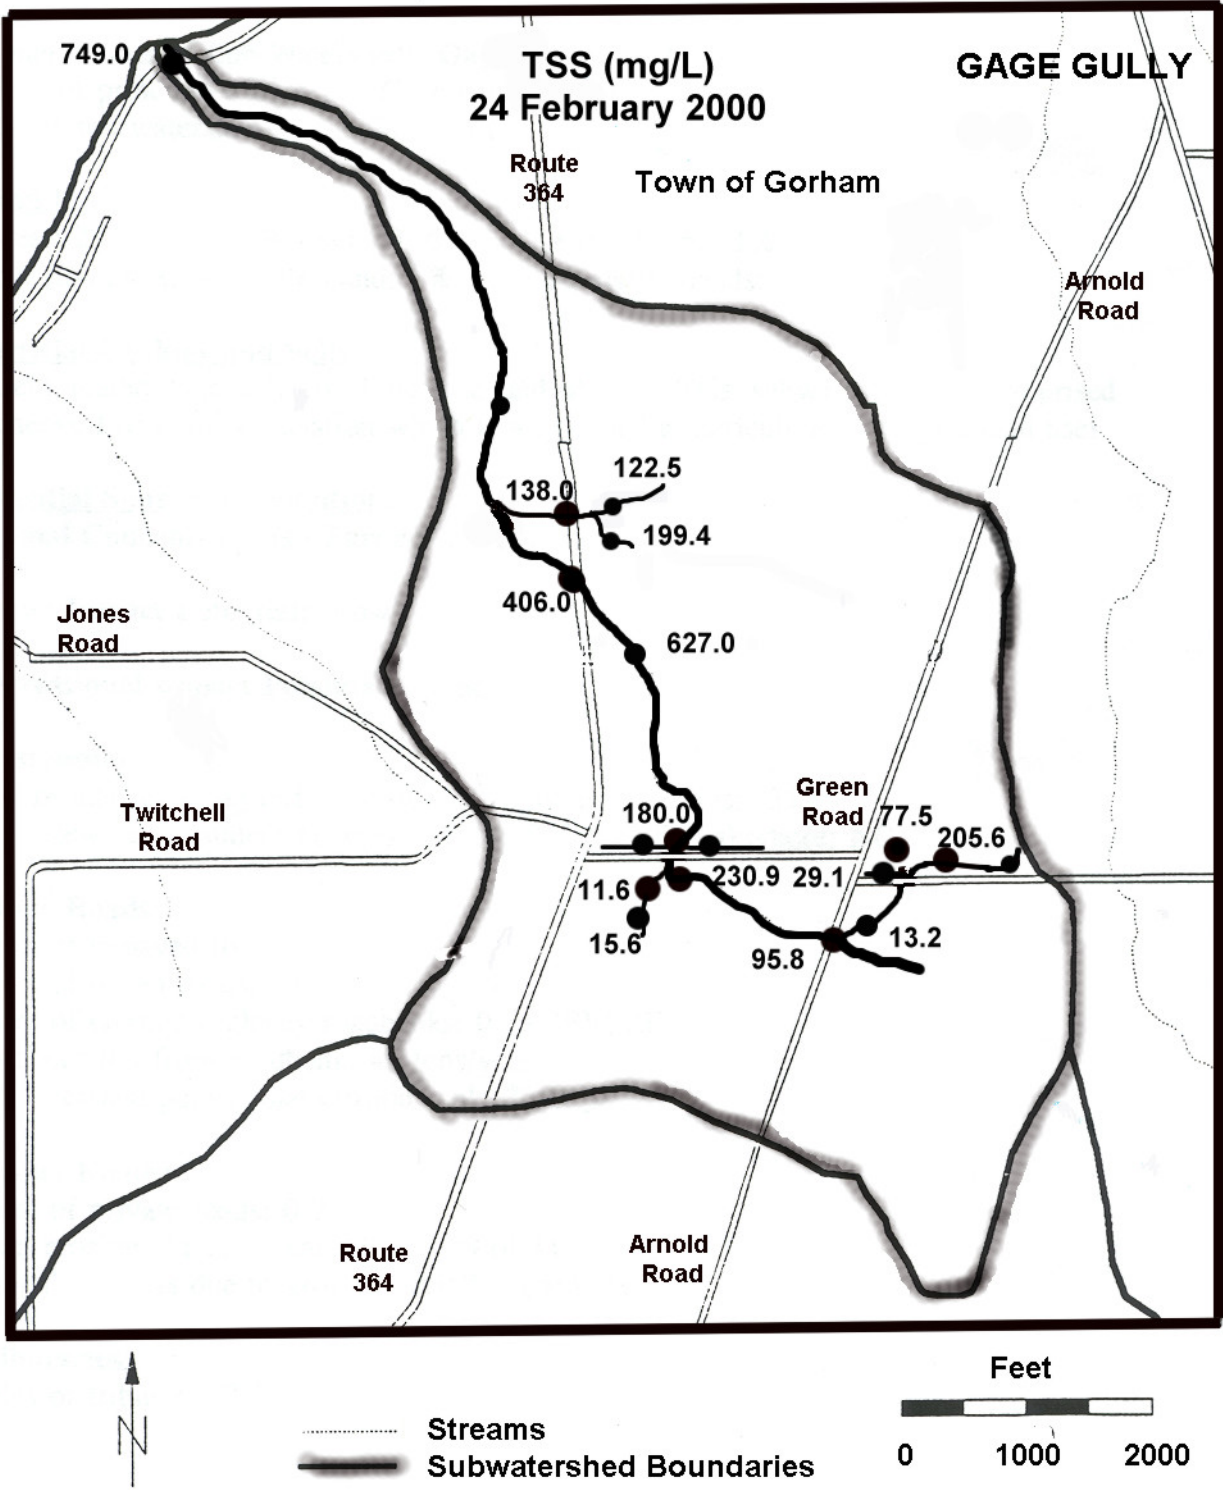 749.0
TSS (mg/L)
24 February 2000
GAGE GULLY
Route
364
Town of Gorham
Arnold
Road
138.0
122.5
199.4
406.0
627.0
Jones
Road
Twitchell
Road
180.0
Green
Road
77.5
205.6
11.6
230.9
29.1
15.6
95.8
13.2
Route
364
Arnold
Road
N
Feet
0 1000 2000
Streams
Subwatershed Boundaries